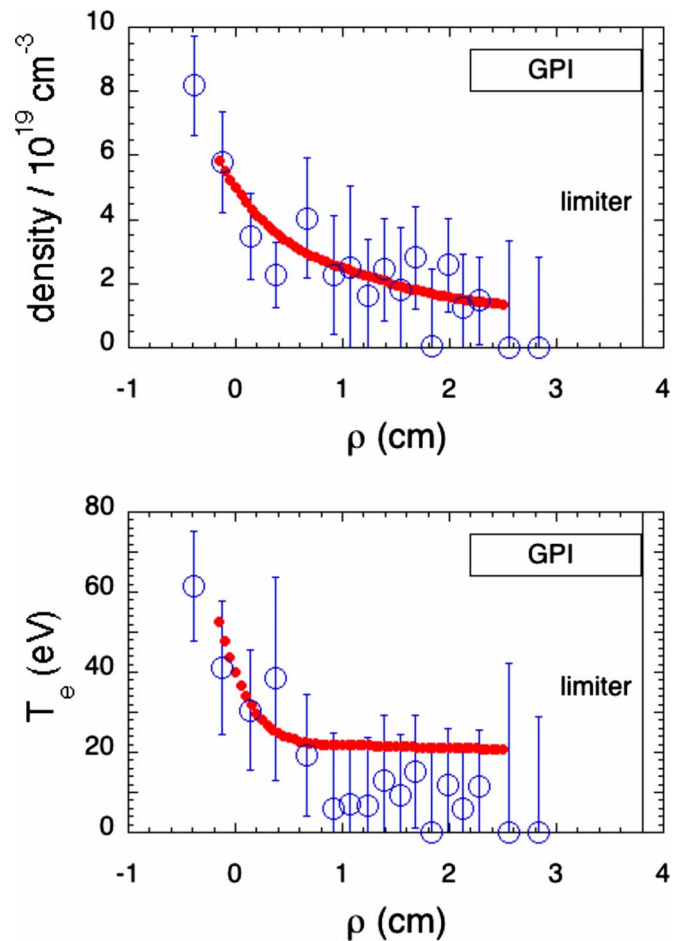 10
8
6
4
2
0
density / 10¹⁹ cm⁻³
GPI
limiter
-1 0 1 2 3 4
ρ (cm)
80
60
40
20
0
Tₑ (eV)
GPI
limiter
-1 0 1 2 3 4
ρ (cm)